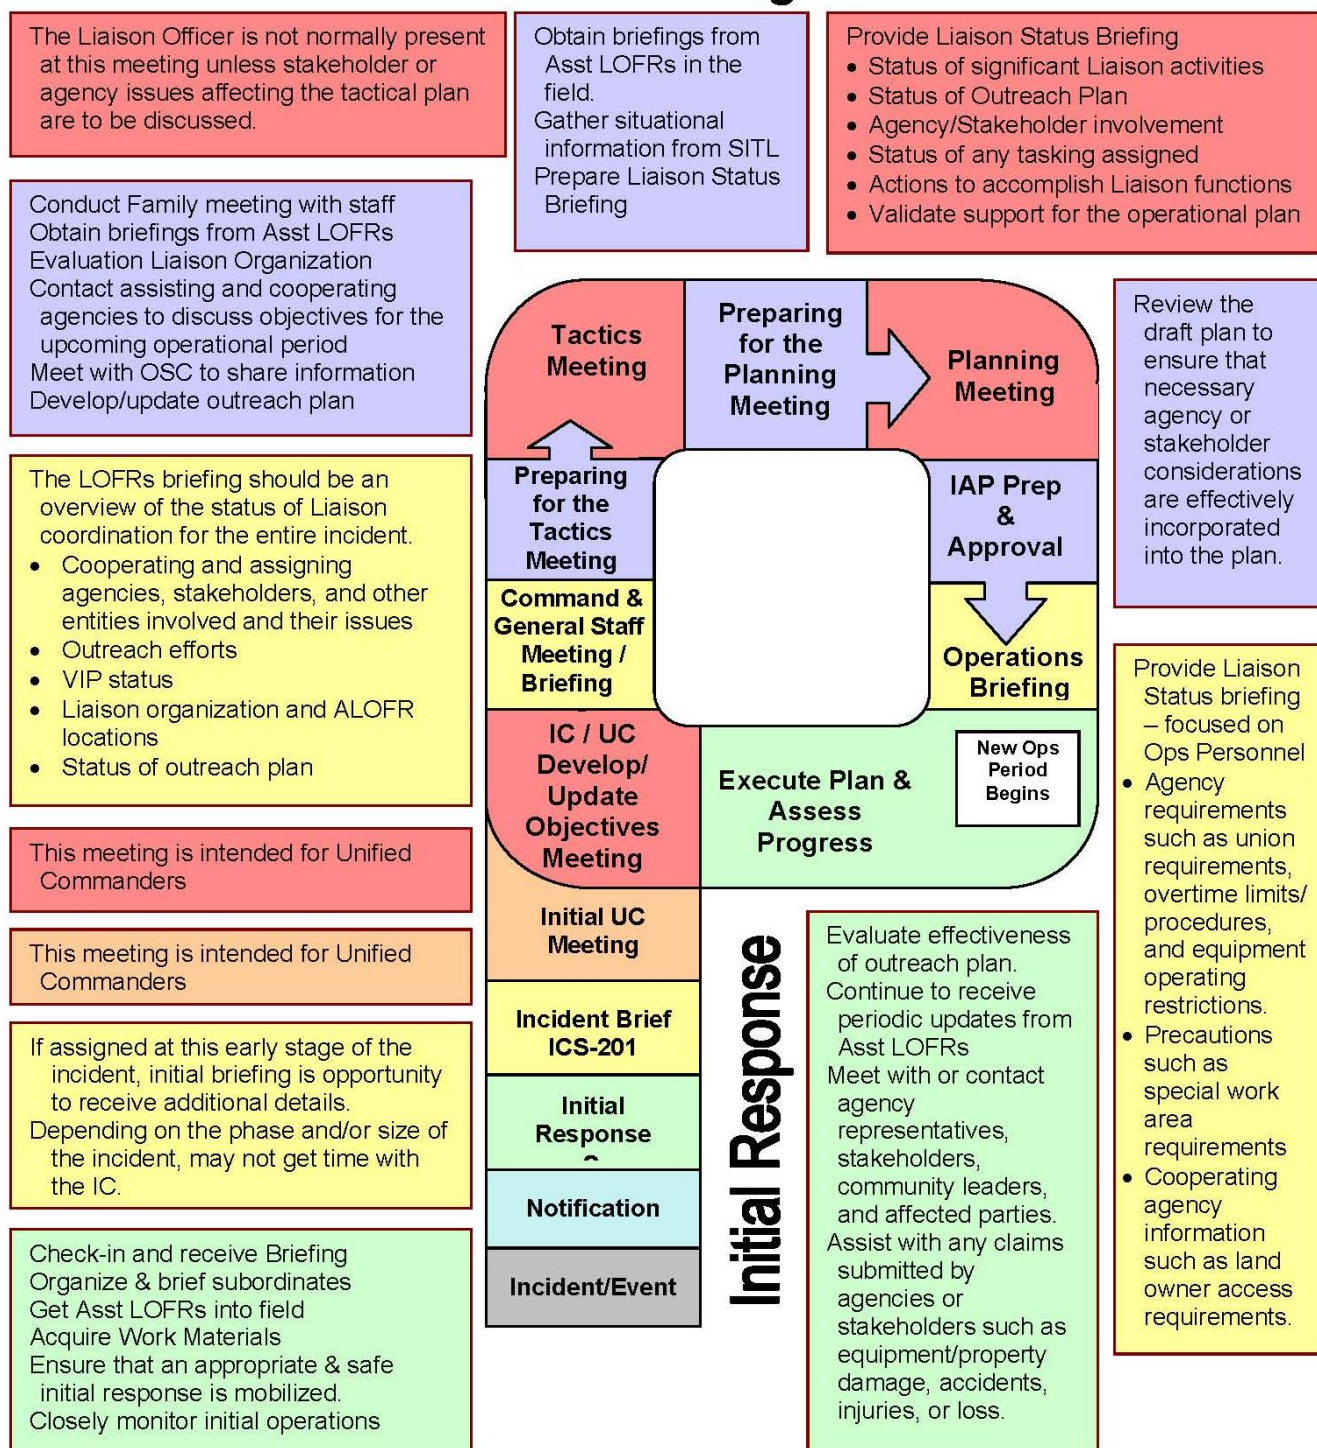 The Liaison Officer is not normally present
at this meeting unless stakeholder or
agency issues affecting the tactical plan
are to be discussed.
Obtain briefings from
Asst LOFRs in the
field.
Gather situational
information from SITL
Prepare Liaison Status
Briefing
Provide Liaison Status Briefing
• Status of significant Liaison activities
• Status of Outreach Plan
• Agency/Stakeholder involvement
• Status of any tasking assigned
• Actions to accomplish Liaison functions
• Validate support for the operational plan
Conduct Family meeting with staff
Obtain briefings from Asst LOFRs
Evaluation Liaison Organization
Contact assisting and cooperating
agencies to discuss objectives for the
upcoming operational period
Meet with OSC to share information
Develop/update outreach plan
Tactics
Meeting
Preparing
for the
Planning
Meeting
Planning
Meeting
Review the
draft plan to
ensure that
necessary
agency or
stakeholder
considerations
are effectively
incorporated
into the plan.
The LOFRs briefing should be an
overview of the status of Liaison
coordination for the entire incident.
• Cooperating and assigning
agencies, stakeholders, and other
entities involved and their issues
• Outreach efforts
• VIP status
• Liaison organization and ALOFR
locations
• Status of outreach plan
Preparing
for the
Tactics
Meeting
IAP Prep
&
Approval
Command &
General Staff
Meeting /
Briefing
Operations
Briefing
Provide Liaison
Status briefing
– focused on
Ops Personnel
• Agency
requirements
such as union
requirements,
overtime limits/
procedures,
and equipment
operating
restrictions.
• Precautions
such as
special work
area
requirements
• Cooperating
agency
information
such as land
owner access
requirements.
IC / UC
Develop/
Update
Objectives
Meeting
Execute Plan &
Assess
Progress
New Ops
Period
Begins
This meeting is intended for Unified
Commanders
This meeting is intended for Unified
Commanders
Initial UC
Meeting
If assigned at this early stage of the
incident, initial briefing is opportunity
to receive additional details.
Depending on the phase and/or size of
the incident, may not get time with
the IC.
Incident Brief
ICS-201
Initial
Response
Notification
Incident/Event
Initial Response
Evaluate effectiveness
of outreach plan.
Continue to receive
periodic updates from
Asst LOFRs
Meet with or contact
agency
representatives,
stakeholders,
community leaders,
and affected parties.
Assist with any claims
submitted by
agencies or
stakeholders such as
equipment/property
damage, accidents,
injuries, or loss.
Check-in and receive Briefing
Organize & brief subordinates
Get Asst LOFRs into field
Acquire Work Materials
Ensure that an appropriate & safe
initial response is mobilized.
Closely monitor initial operations